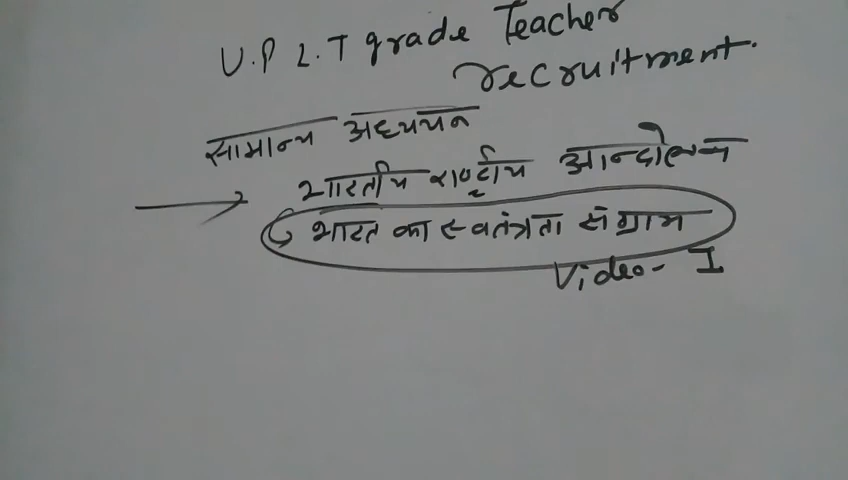 U.P L.T grade Teacher
recruitment.
सामान्य अध्ययन
भारतीय राष्ट्रीय आन्दोलन
भारत का स्वतंत्रता संग्राम
Video- I